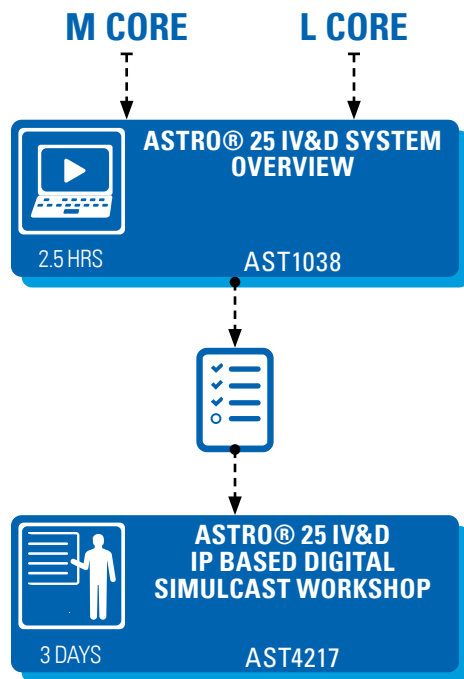 M CORE L CORE
ASTRO® 25 IV&D SYSTEM
OVERVIEW
2.5 HRS AST1038
ASTRO® 25 IV&D
IP BASED DIGITAL
SIMULCAST WORKSHOP
3 DAYS AST4217